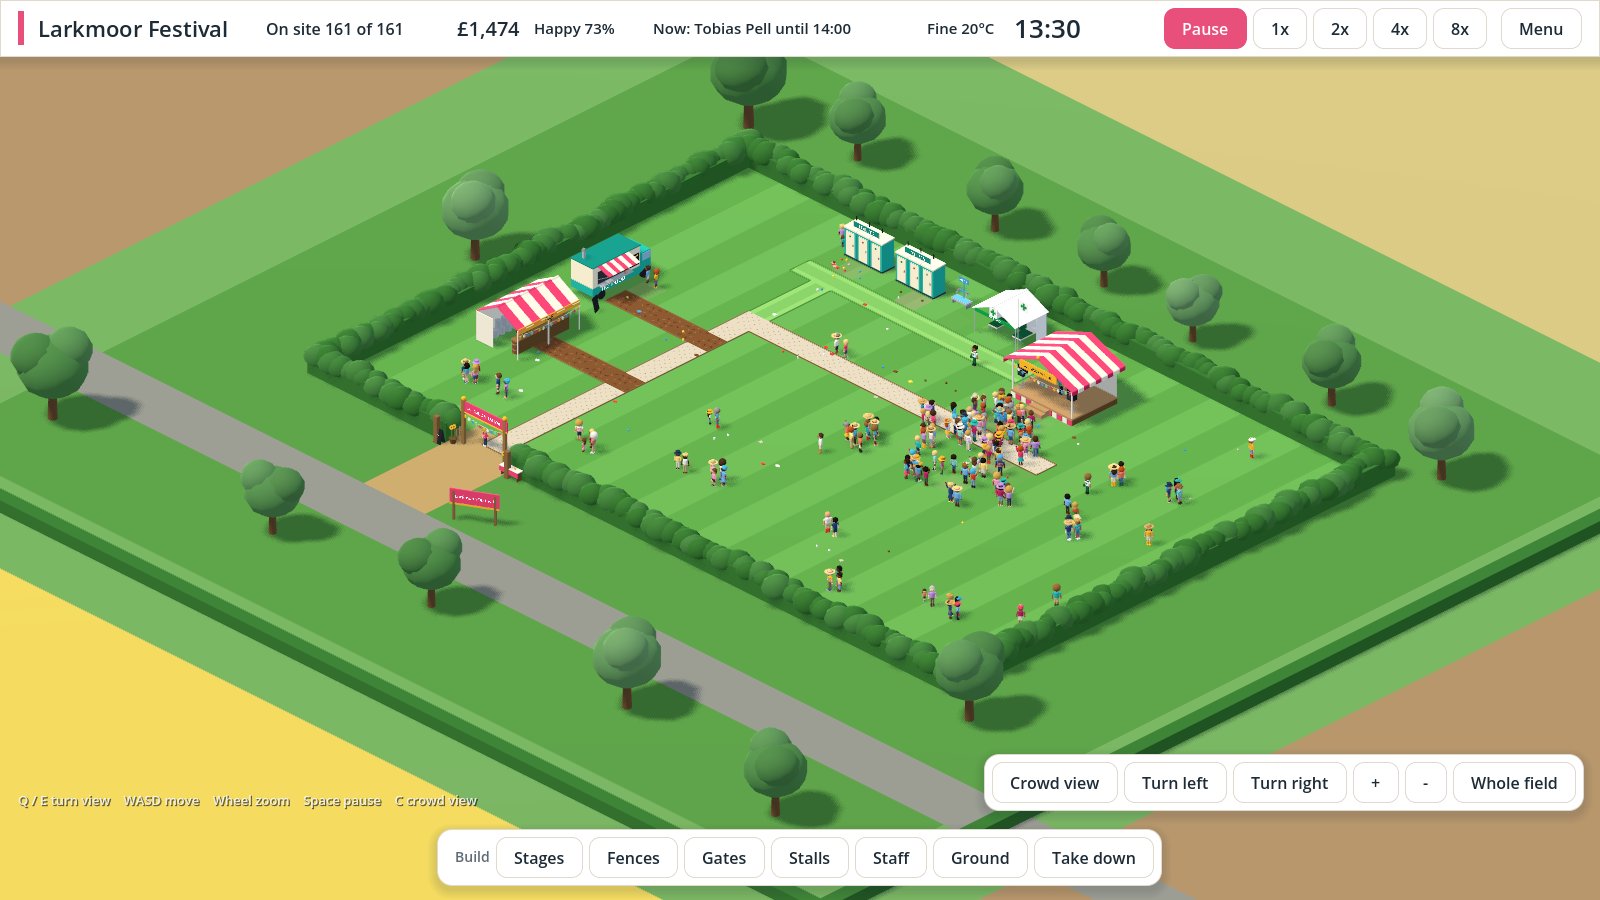 Larkmoor Festival
On site 161 of 161
£1,474
Happy 73%
Now: Tobias Pell until 14:00
Fine 20°C
13:30
Pause
1x
2x
4x
8x
Menu
Crowd view
Turn left
Turn right
+
-
Whole field
Q / E turn view
WASD move
Wheel zoom
Space pause
C crowd view
Build
Stages
Fences
Gates
Stalls
Staff
Ground
Take down